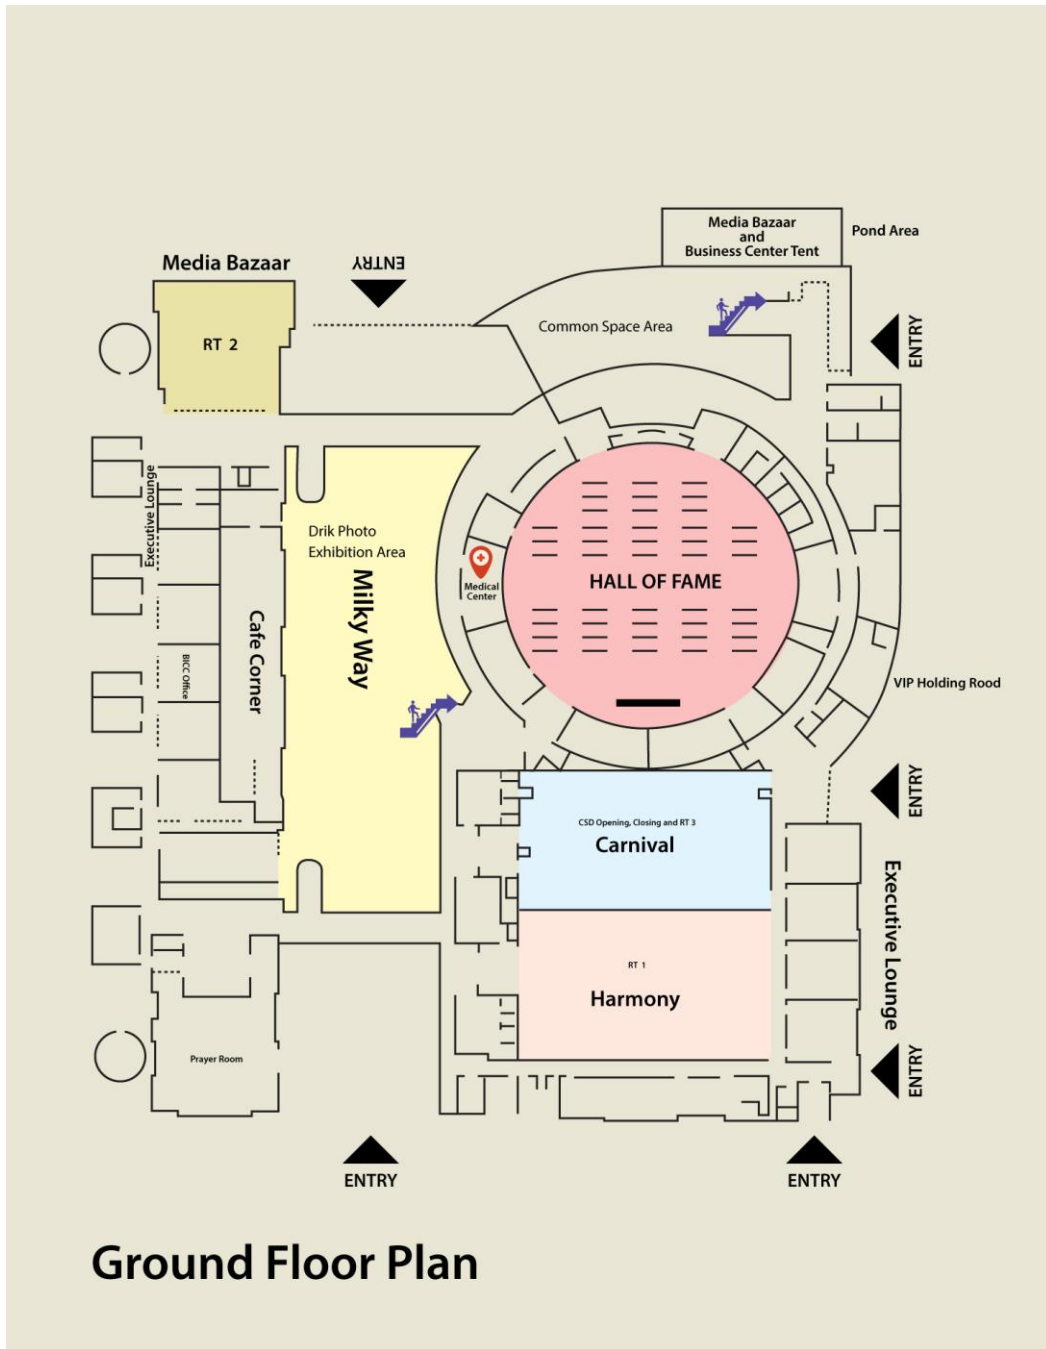 Media Bazaar
and
Business Center Tent
Pond Area
Media Bazaar
ENTRY
RT 2
Common Space Area
ENTRY
Executive Lounge
Drik Photo
Exhibition Area
Milky Way
Medical
Center
HALL OF FAME
Cafe Corner
BICC Office
VIP Holding Rood
ENTRY
CSD Opening, Closing and RT 3
Carnival
Executive Lounge
RT 1
Harmony
Prayer Room
ENTRY
ENTRY
ENTRY
Ground Floor Plan